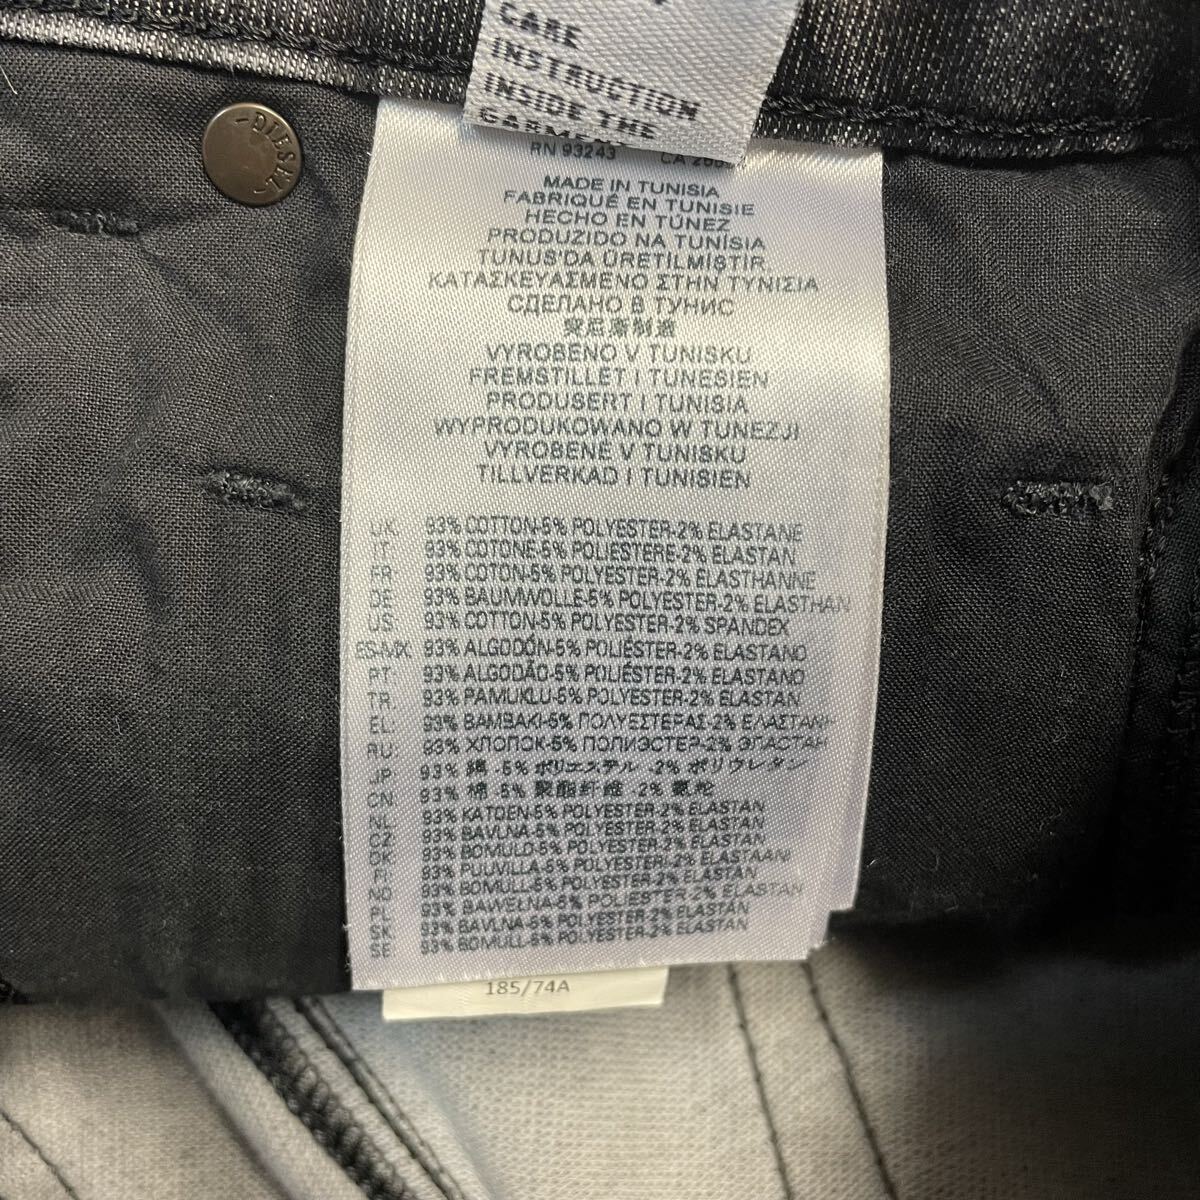 CARE
INSTRUCTION
INSIDE THE
DIESEL
RN 93243 CA
MADE IN TUNISIA
FABRIQUÉ EN TUNISIE
HECHO EN TÚNEZ
PRODUZIDO NA TUNÍSIA
TUNUS'DA ÜRETILMIŞTIR
ΚΑΤΑΣΚΕΥΑΣΜΕΝΟ ΣΤΗΝ ΤΥΝΙΣΙΑ
СДЕЛАНО В ТУНИС
突尼斯制造
VYROBENO V TUNISKU
FREMSTILLET I TUNESIEN
PRODUSERT I TUNISIA
WYPRODUKOWANO W TUNEZJI
VYROBENÉ V TUNISKU
TILLVERKAD I TUNISIEN
UK: 93% COTTON-5% POLYESTER-2% ELASTANE
IT: 93% COTONE-5% POLIESTERE-2% ELASTAN
FR: 93% COTON-5% POLYESTER-2% ELASTHANNE
DE: 93% BAUMWOLLE-5% POLYESTER-2% ELASTHAN
US: 93% COTTON-5% POLYESTER-2% SPANDEX
ES-MX: 93% ALGODÓN-5% POLIÉSTER-2% ELASTANO
PT: 93% ALGODÃO-5% POLIÉSTER-2% ELASTANO
TR: 93% PAMUKLU-5% POLYESTER-2% ELASTAN
EL: 93% ΒΑΜΒΑΚΙ-5% ΠΟΛΥΕΣΤΕΡΑΣ-2% ΕΛΑΣΤΑΝΗ
RU: 93% ХЛОПОК-5% ПОЛИЭСТЕР-2% ЭЛАСТАН
JP: 93% 綿 -5% ポリエステル -2% ポリウレタン
CN: 93% 棉 -5% 聚酯纤维 -2% 氨纶
NL: 93% KATOEN-5% POLYESTER-2% ELASTAN
CZ: 93% BAVLNA-5% POLYESTER-2% ELASTAN
DK: 93% BOMULD-5% POLYESTER-2% ELASTAN
FI: 93% PUUVILLA-5% POLYESTER-2% ELASTAANI
NO: 93% BOMULL-5% POLYESTER-2% ELASTAN
PL: 93% BAWEŁNA-5% POLIESTER-2% ELASTAN
SK: 93% BAVLNA-5% POLYESTER-2% ELASTAN
SE: 93% BOMULL-5% POLYESTER-2% ELASTAN
185/74A